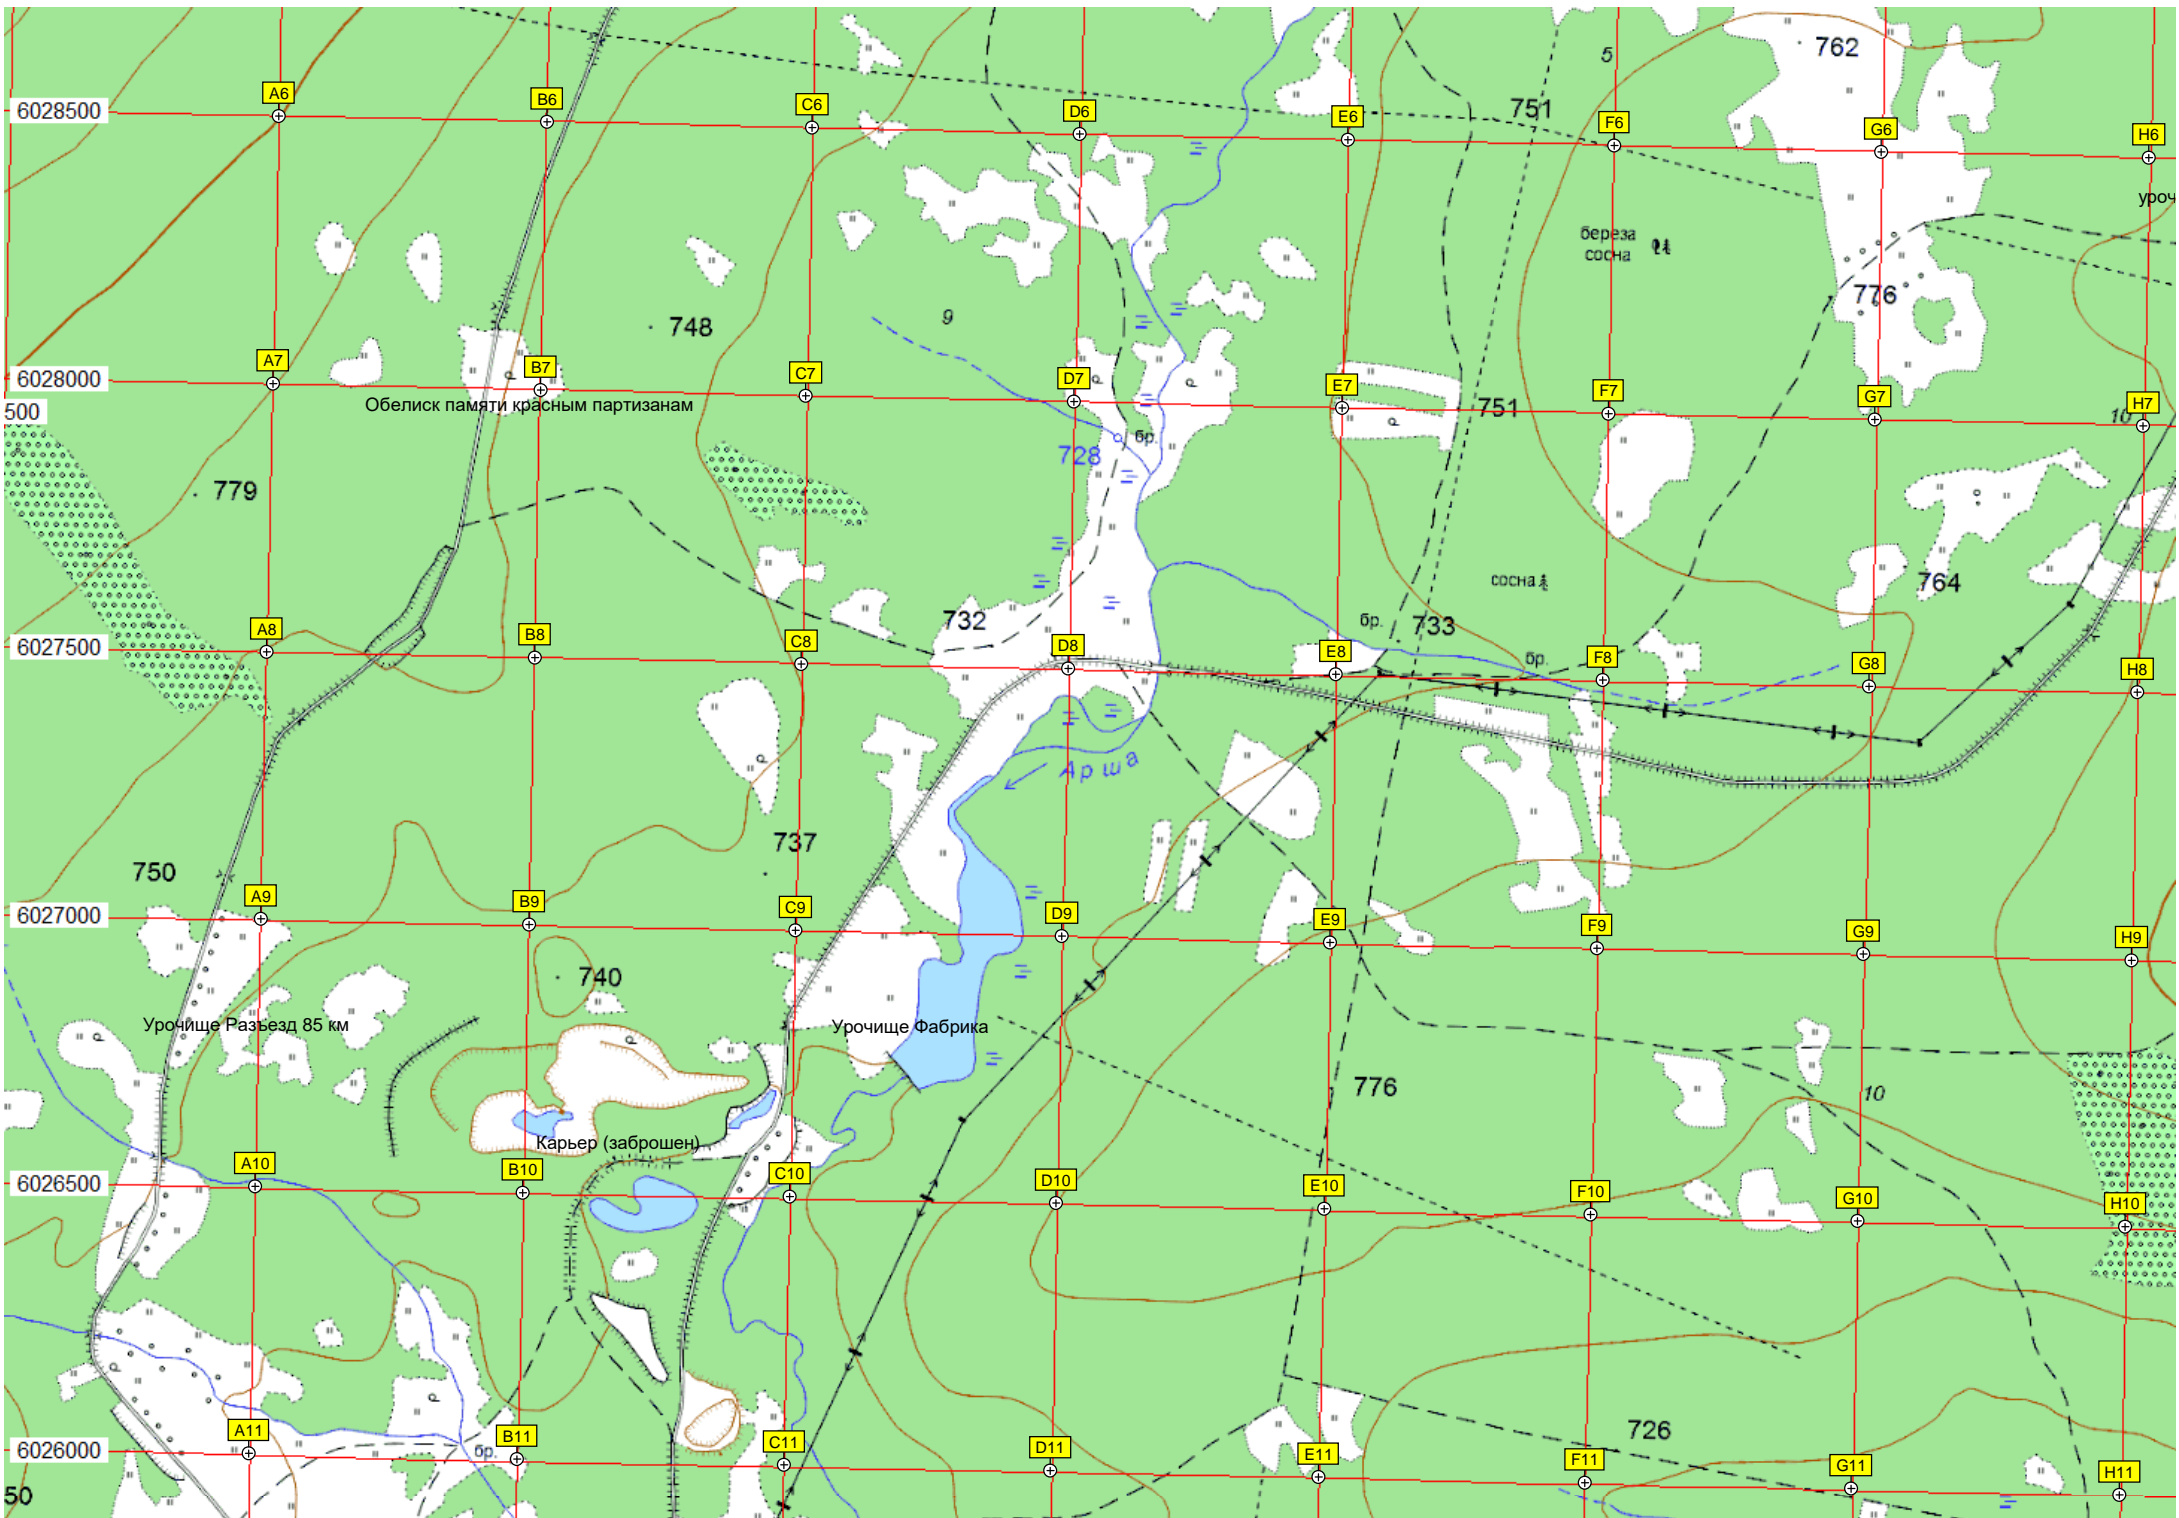 762
5
A6
B6
C6
D6
E6
751
F6
G6
H6
6028500
уроч
береза
сосна
776
748
9
A7
B7
C7
D7
E7
F7
G7
H7
6028000
500
Обелиск памяти красным партизанам
751
10
бр.
728
779
сосна
764
732
бр.
733
A8
B8
C8
D8
E8
бр.
F8
G8
H8
6027500
Арша
737
750
A9
B9
C9
D9
E9
F9
G9
H9
6027000
740
Урочище Разъезд 85 км
Урочище Фабрика
776
10
Карьер (заброшен)
A10
B10
C10
D10
E10
F10
G10
H10
6026500
726
A11
B11
C11
D11
E11
F11
G11
H11
6026000
бр.
50